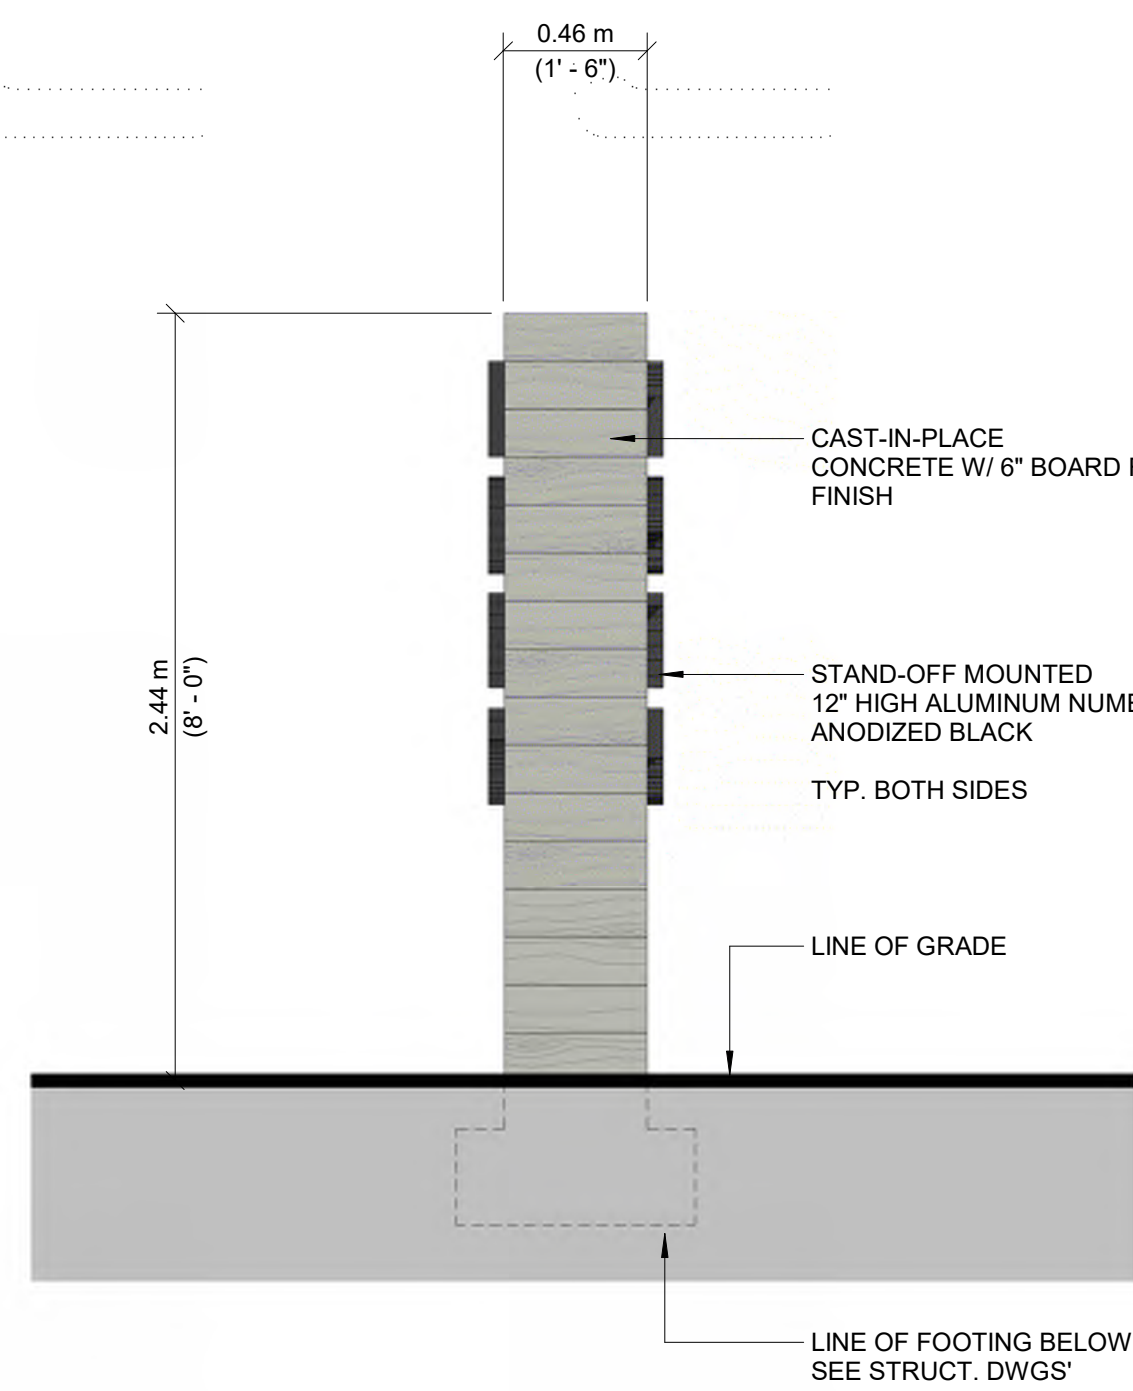 0.46 m
(1' - 6")
2.44 m
(8' - 0")
CAST-IN-PLACE
CONCRETE W/ 6" BOARD
FINISH
STAND-OFF MOUNTED
12" HIGH ALUMINUM
ANODIZED BLACK
TYP. BOTH SIDES
LINE OF GRADE
LINE OF FOOTING BELOW
SEE STRUCT. DWGS'